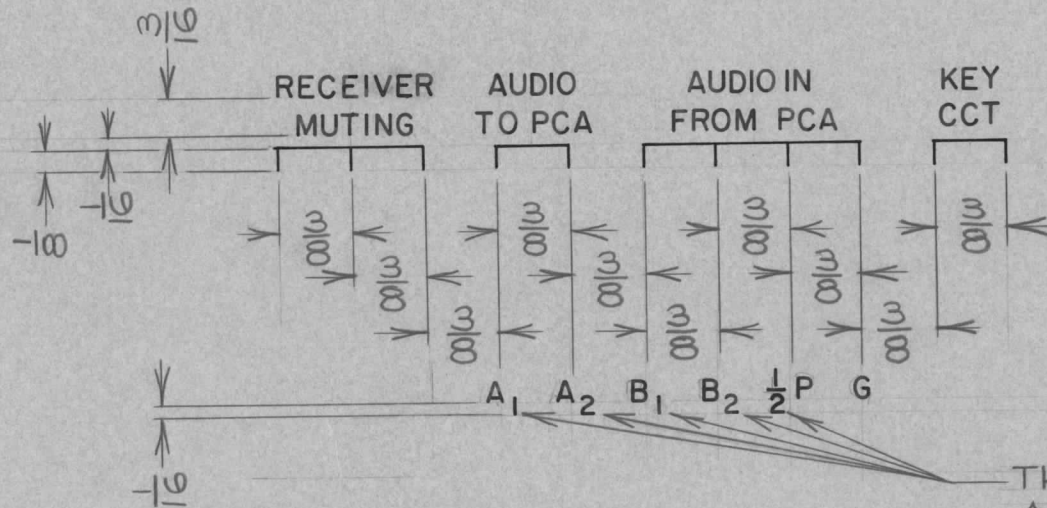 3/16
RECEIVER MUTING
AUDIO TO PCA
AUDIO IN FROM PCA
KEY CCT
1/16
1/8
3/8 3/8 3/8 3/8
3/8 3/8 3/8
3/8 3/8 3/8
A₁ A₂ B₁ B₂ ½P G
1/16